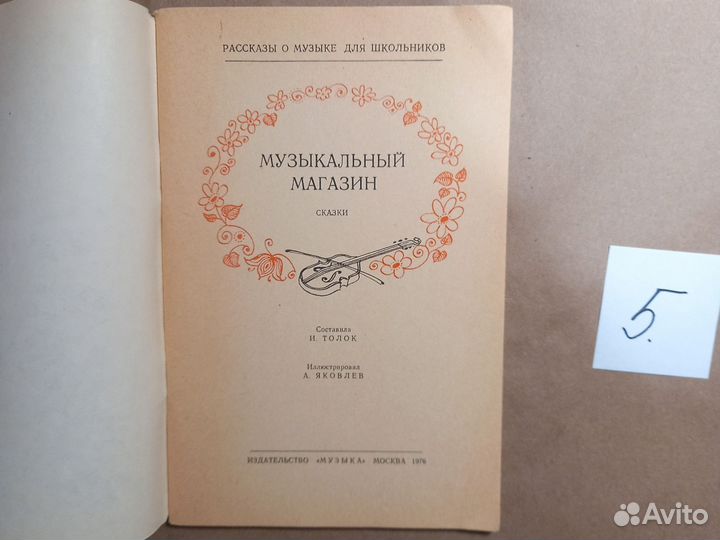 РАССКАЗЫ О МУЗЫКЕ ДЛЯ ШКОЛЬНИКОВ
МУЗЫКАЛЬНЫЙ
МАГАЗИН
СКАЗКИ
Составила
И. ТОЛОК
Иллюстрировал
А. ЯКОВЛЕВ
ИЗДАТЕЛЬСТВО «МУЗЫКА» МОСКВА 1976
5.
Avito